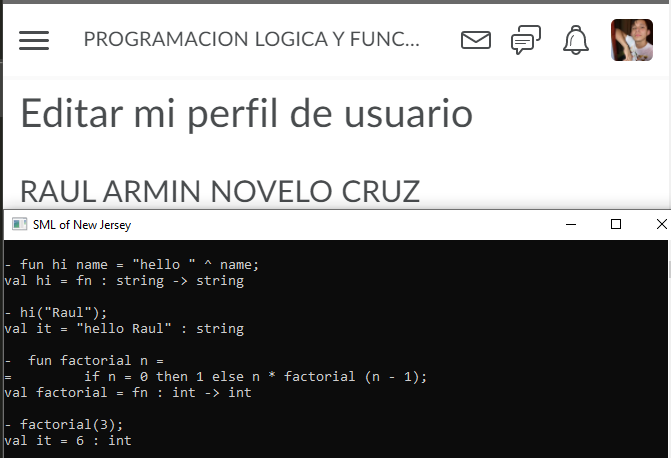 PROGRAMACION LOGICA Y FUNC...
Editar mi perfil de usuario
RAUL ARMIN NOVELO CRUZ
SML of New Jersey
- fun hi name = "hello " ^ name;
val hi = fn : string -> string
- hi("Raul");
val it = "hello Raul" : string
-  fun factorial n =
=         if n = 0 then 1 else n * factorial (n - 1);
val factorial = fn : int -> int
- factorial(3);
val it = 6 : int